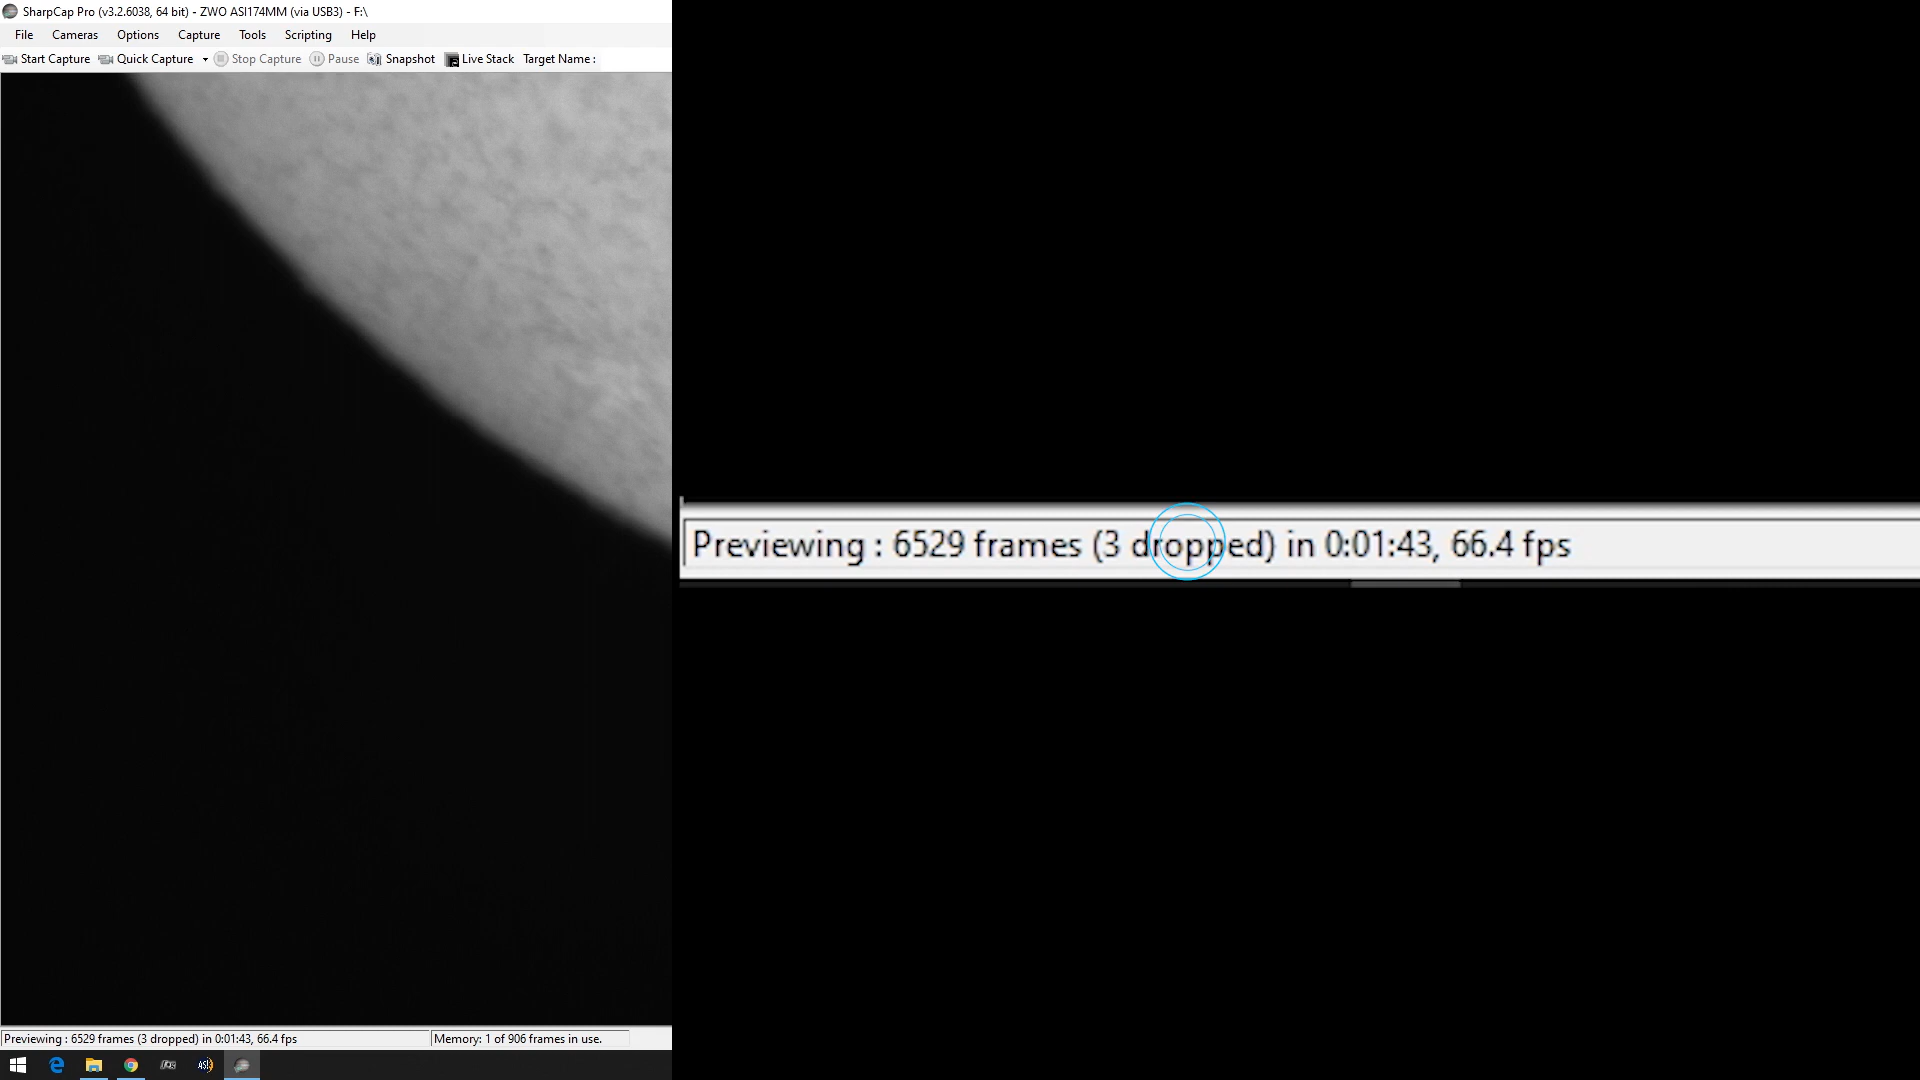 SharpCap Pro (v3.2.6038, 64 bit) - ZWO ASI174MM (via USB3) - F:\
File Cameras Options Capture Tools Scripting Help
Start Capture Quick Capture Stop Capture Pause Snapshot Live Stack Target Name :
Previewing : 6529 frames (3 dropped) in 0:01:43, 66.4 fps
Previewing : 6529 frames (3 dropped) in 0:01:43, 66.4 fps Memory: 1 of 906 frames in use.
ASI